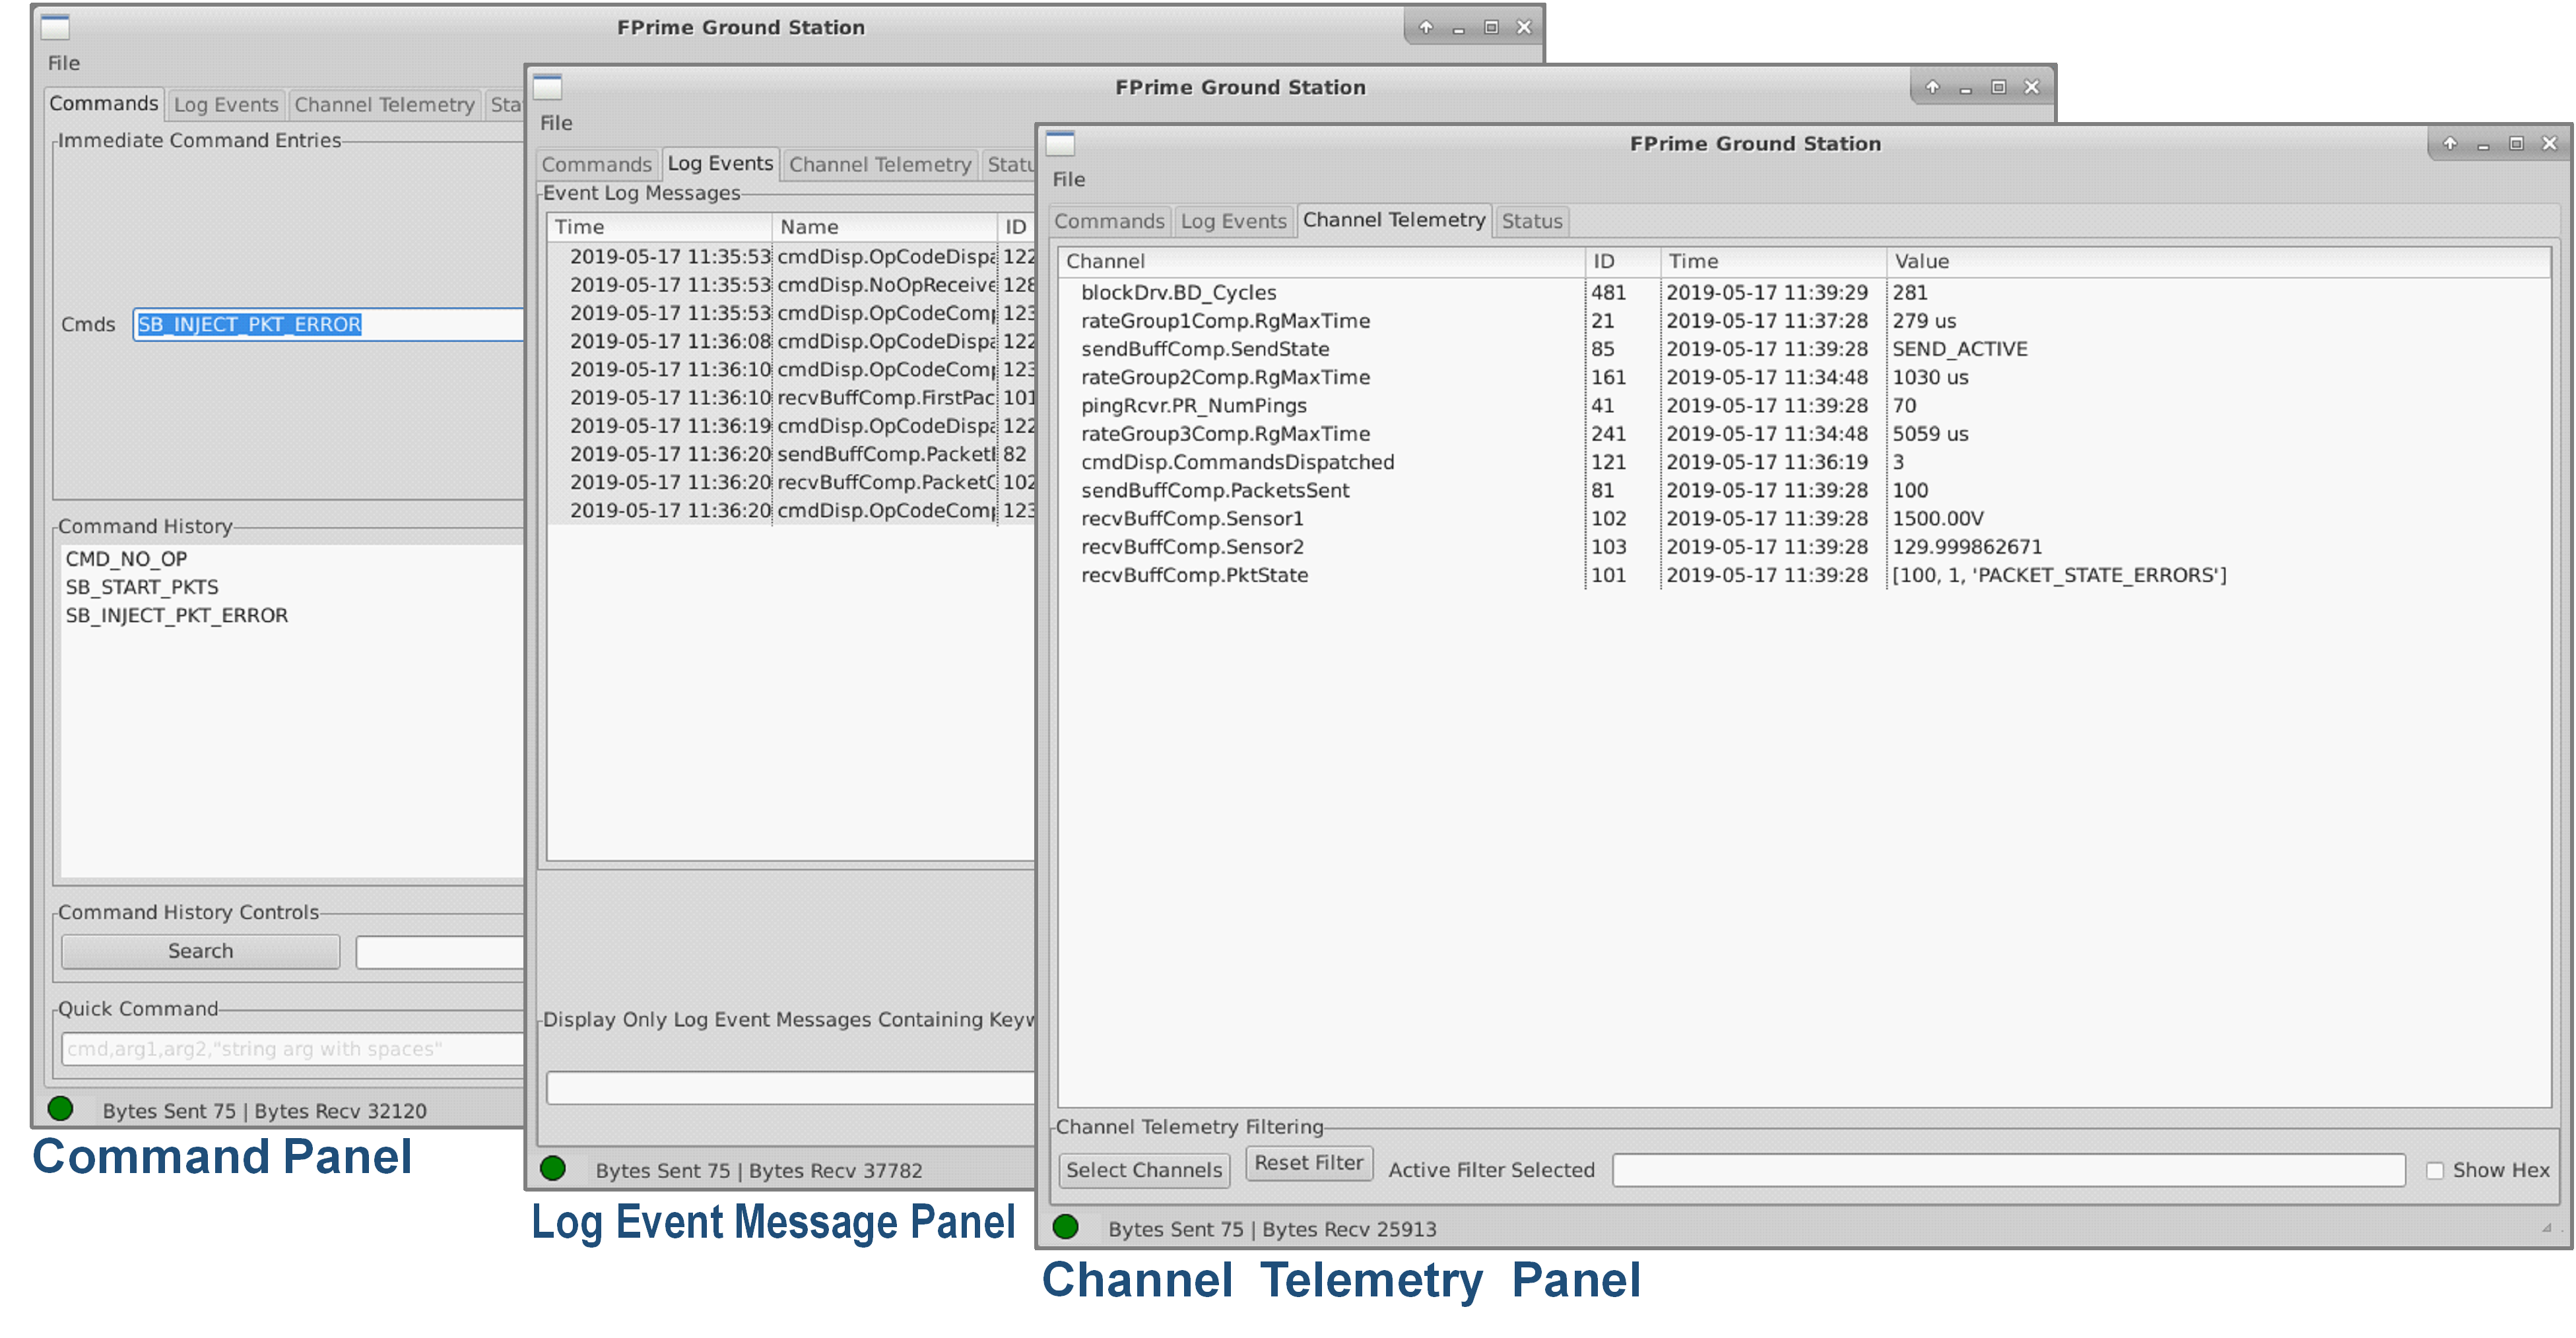 FPrime Ground Station
File
Commands Log Events Channel Telemetry Sta
Immediate Command Entries
Cmds SB_INJECT_PKT_ERROR
Command History
CMD_NO_OP
SB_START_PKTS
SB_INJECT_PKT_ERROR
Command History Controls
Search
Quick Command
cmd,arg1,arg2,"string arg with spaces"
Bytes Sent 75 | Bytes Recv 32120
Command Panel
FPrime Ground Station
File
Commands Log Events Channel Telemetry Statu
Event Log Messages
Time Name ID
2019-05-17 11:35:53 cmdDisp.OpCodeDispa 122
2019-05-17 11:35:53 cmdDisp.NoOpReceive 128
2019-05-17 11:35:53 cmdDisp.OpCodeComp 123
2019-05-17 11:36:08 cmdDisp.OpCodeDispa 122
2019-05-17 11:36:10 cmdDisp.OpCodeComp 123
2019-05-17 11:36:10 recvBuffComp.FirstPac 101
2019-05-17 11:36:19 cmdDisp.OpCodeDispa 122
2019-05-17 11:36:20 sendBuffComp.PacketE 82
2019-05-17 11:36:20 recvBuffComp.PacketC 102
2019-05-17 11:36:20 cmdDisp.OpCodeComp 123
Display Only Log Event Messages Containing Keyw
Bytes Sent 75 | Bytes Recv 37782
Log Event Message Panel
FPrime Ground Station
File
Commands Log Events Channel Telemetry Status
Channel ID Time Value
blockDrv.BD_Cycles 481 2019-05-17 11:39:29 281
rateGroup1Comp.RgMaxTime 21 2019-05-17 11:37:28 279 us
sendBuffComp.SendState 85 2019-05-17 11:39:28 SEND_ACTIVE
rateGroup2Comp.RgMaxTime 161 2019-05-17 11:34:48 1030 us
pingRcvr.PR_NumPings 41 2019-05-17 11:39:28 70
rateGroup3Comp.RgMaxTime 241 2019-05-17 11:34:48 5059 us
cmdDisp.CommandsDispatched 121 2019-05-17 11:36:19 3
sendBuffComp.PacketsSent 81 2019-05-17 11:39:28 100
recvBuffComp.Sensor1 102 2019-05-17 11:39:28 1500.00V
recvBuffComp.Sensor2 103 2019-05-17 11:39:28 129.999862671
recvBuffComp.PktState 101 2019-05-17 11:39:28 [100, 1, 'PACKET_STATE_ERRORS']
Channel Telemetry Filtering
Select Channels Reset Filter Active Filter Selected Show Hex
Bytes Sent 75 | Bytes Recv 25913
Channel Telemetry Panel